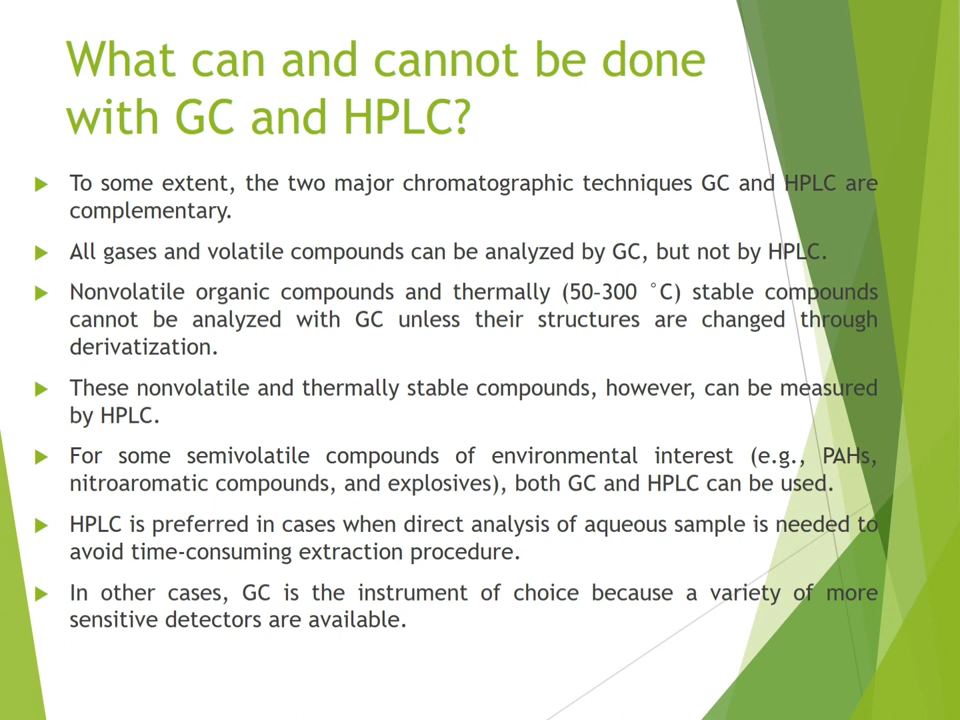 What can and cannot be done
with GC and HPLC?
To some extent, the two major chromatographic techniques GC and HPLC are
complementary.
All gases and volatile compounds can be analyzed by GC, but not by HPLC.
Nonvolatile organic compounds and thermally (50–300 °C) stable compounds
cannot be analyzed with GC unless their structures are changed through
derivatization.
These nonvolatile and thermally stable compounds, however, can be measured
by HPLC.
For some semivolatile compounds of environmental interest (e.g., PAHs,
nitroaromatic compounds, and explosives), both GC and HPLC can be used.
HPLC is preferred in cases when direct analysis of aqueous sample is needed to
avoid time-consuming extraction procedure.
In other cases, GC is the instrument of choice because a variety of more
sensitive detectors are available.